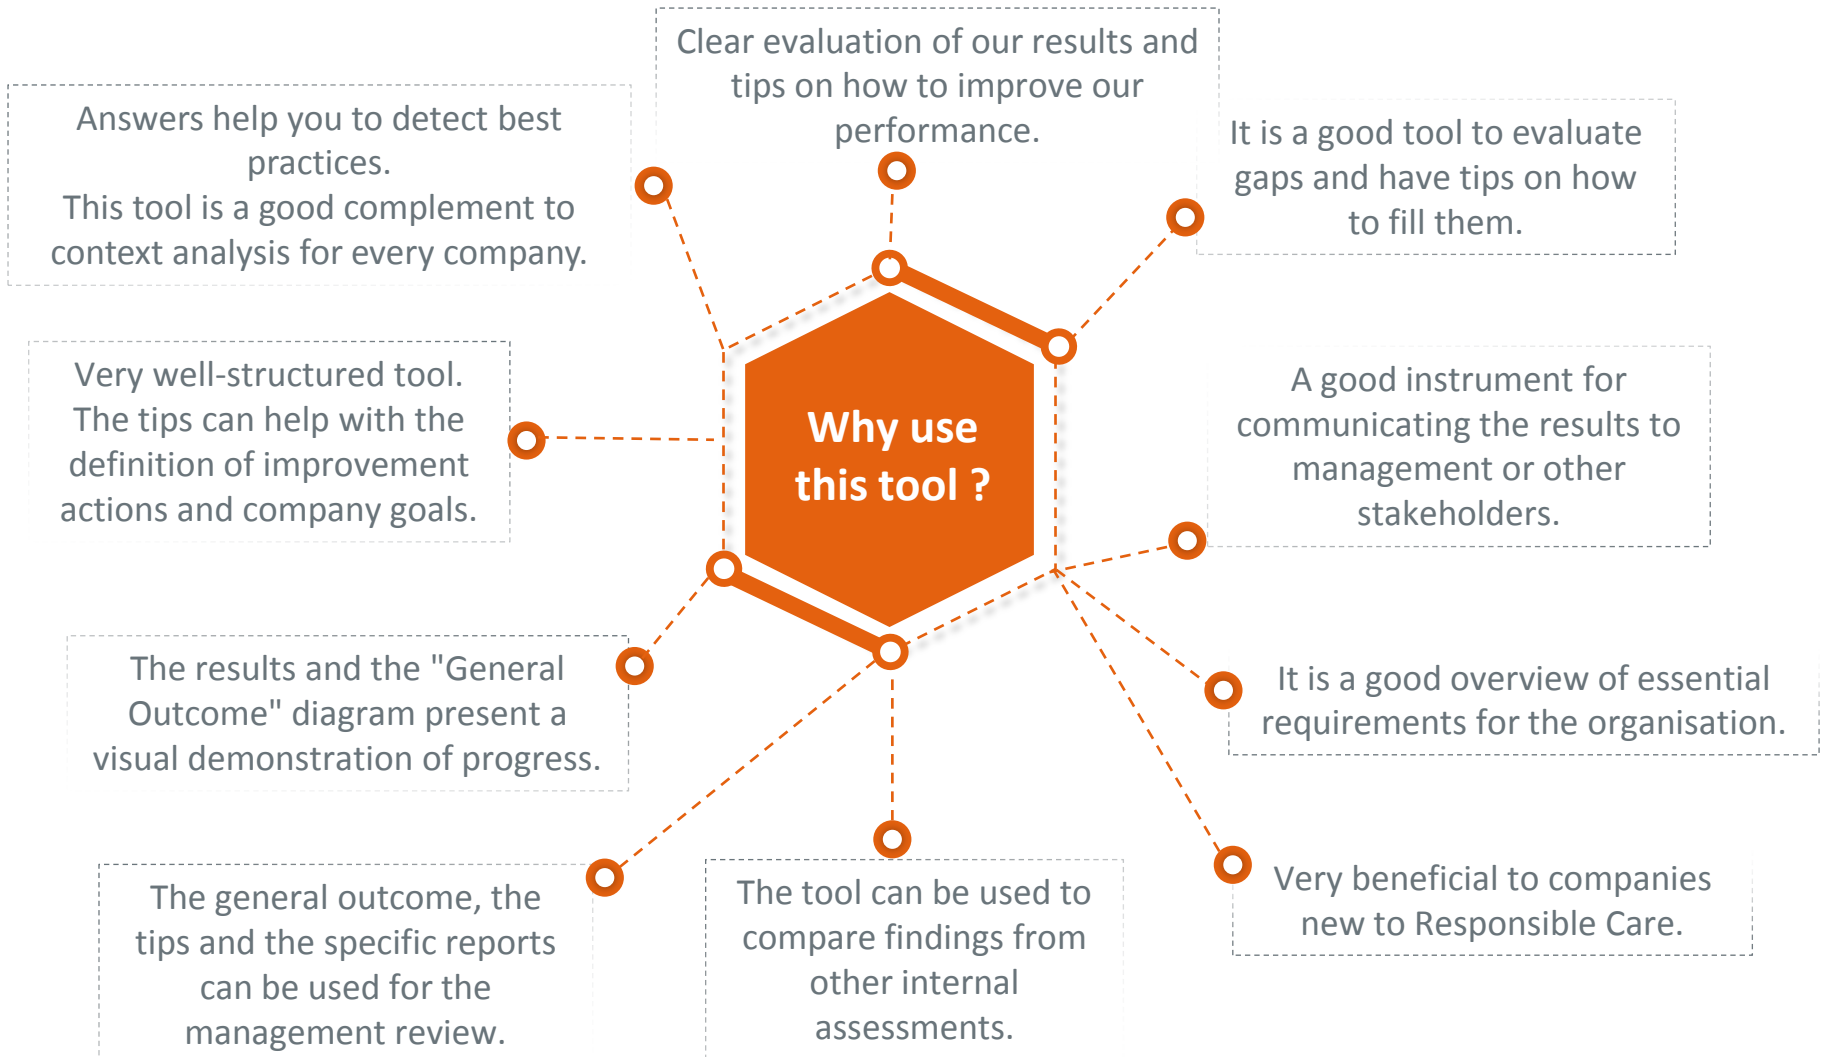 Clear evaluation of our results and
tips on how to improve our
performance.
Answers help you to detect best
practices.
This tool is a good complement to
context analysis for every company.
It is a good tool to evaluate
gaps and have tips on how
to fill them.
Very well-structured tool.
The tips can help with the
definition of improvement
actions and company goals.
Why use
this tool ?
A good instrument for
communicating the results to
management or other
stakeholders.
The results and the "General
Outcome" diagram present a
visual demonstration of progress.
It is a good overview of essential
requirements for the organisation.
The general outcome, the
tips and the specific reports
can be used for the
management review.
The tool can be used to
compare findings from
other internal
assessments.
Very beneficial to companies
new to Responsible Care.